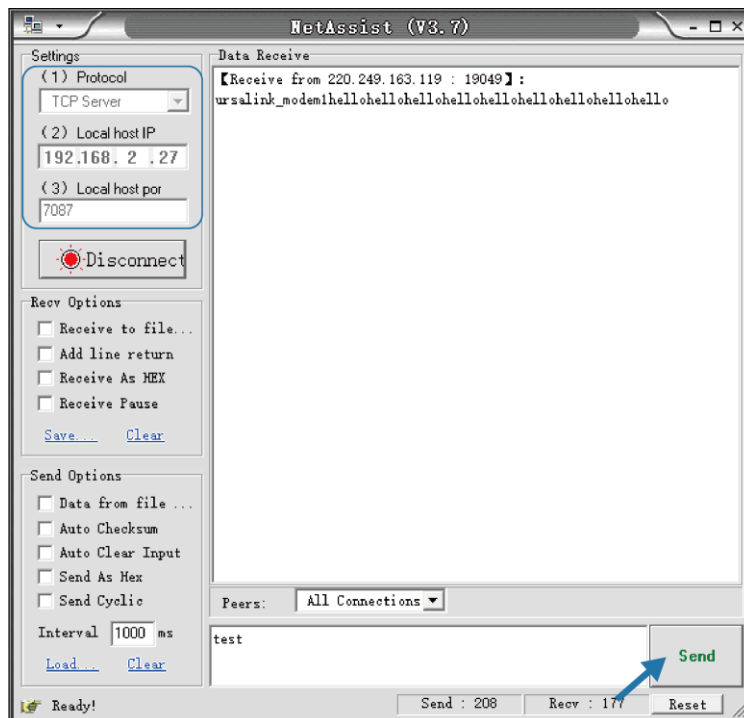 NetAssist (V3.7)
Settings
(1) Protocol
TCP Server
(2) Local host IP
192.168. 2 .27
(3) Local host por
7087
Disconnect
Recv Options
Receive to file...
Add line return
Receive As HEX
Receive Pause
Save... Clear
Send Options
Data from file ...
Auto Checksum
Auto Clear Input
Send As Hex
Send Cyclic
Interval 1000 ms
Load... Clear
Data Receive
【Receive from 220.249.163.119 : 19049】:
ursalink_modem1hellohellohellohellohellohellohellohellohello
Peers: All Connections
test
Send
Ready!
Send : 208
Recv : 177
Reset